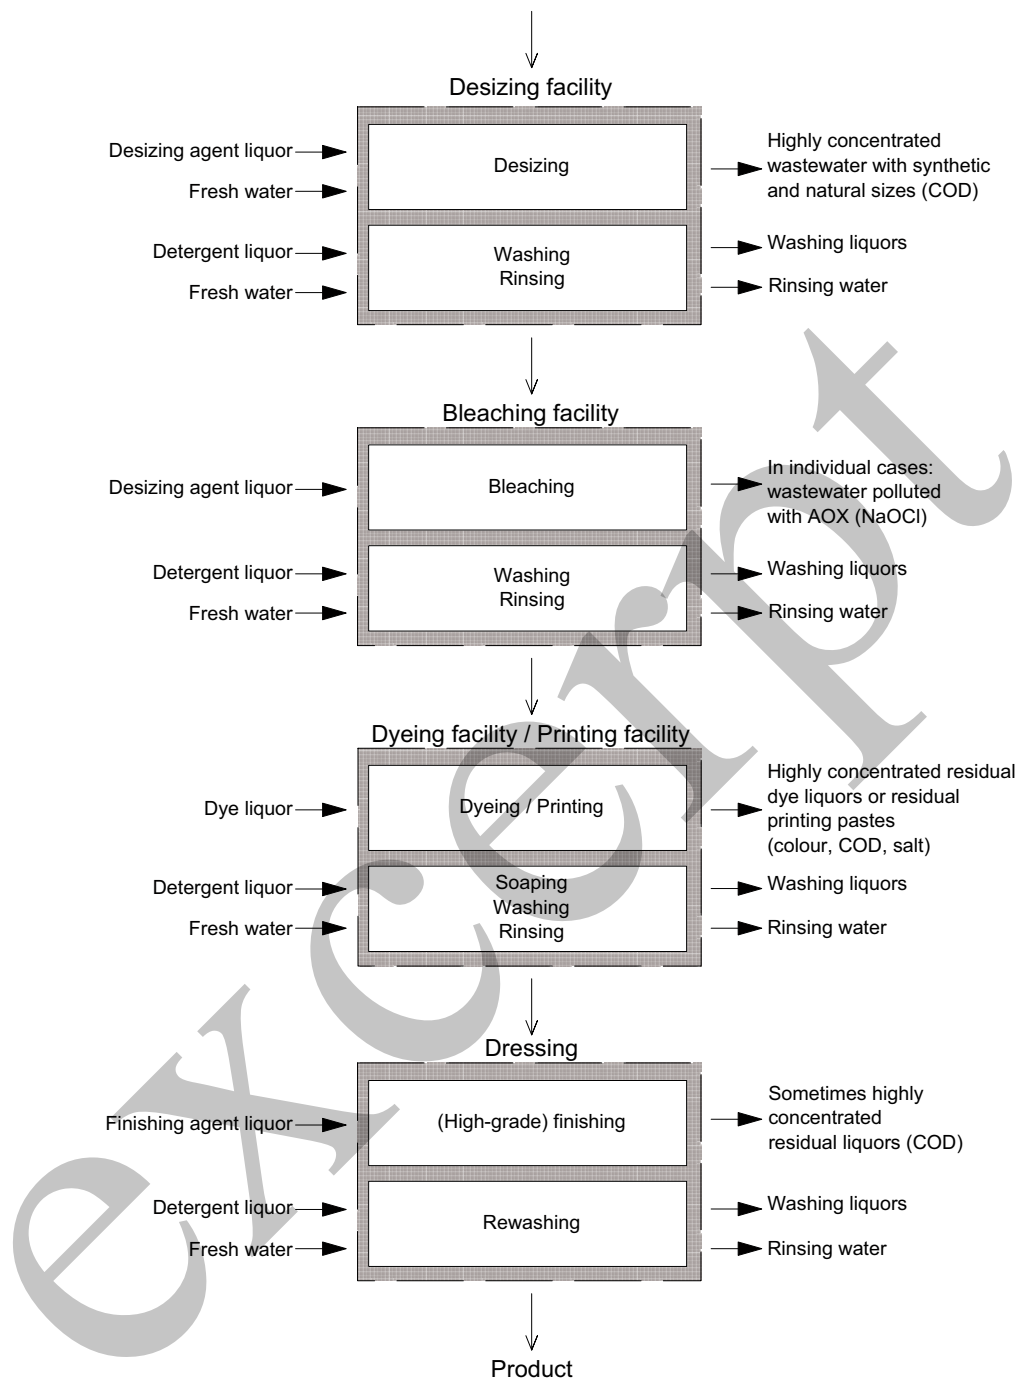 Desizing facility
Desizing agent liquor
Fresh water
Desizing
Highly concentrated
wastewater with synthetic
and natural sizes (COD)
Detergent liquor
Fresh water
Washing
Rinsing
Washing liquors
Rinsing water
Bleaching facility
Desizing agent liquor
Bleaching
In individual cases:
wastewater polluted
with AOX (NaOCl)
Detergent liquor
Fresh water
Washing
Rinsing
Washing liquors
Rinsing water
Dyeing facility / Printing facility
Dye liquor
Dyeing / Printing
Highly concentrated residual
dye liquors or residual
printing pastes
(colour, COD, salt)
Detergent liquor
Fresh water
Soaping
Washing
Rinsing
Washing liquors
Rinsing water
Dressing
Finishing agent liquor
(High-grade) finishing
Sometimes highly
concentrated
residual liquors (COD)
Detergent liquor
Fresh water
Rewashing
Washing liquors
Rinsing water
Product
excerpt